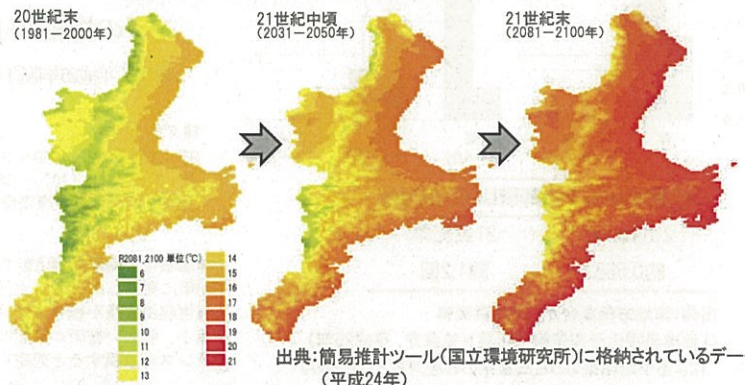 20世紀末
(1981－2000年)
21世紀中頃
(2031－2050年)
21世紀末
(2081－2100年)
R2081_2100 単位(℃)
6
7
8
9
10
11
12
13
14
15
16
17
18
19
20
21
出典:簡易推計ツール(国立環境研究所)に格納されているデー
(平成24年)